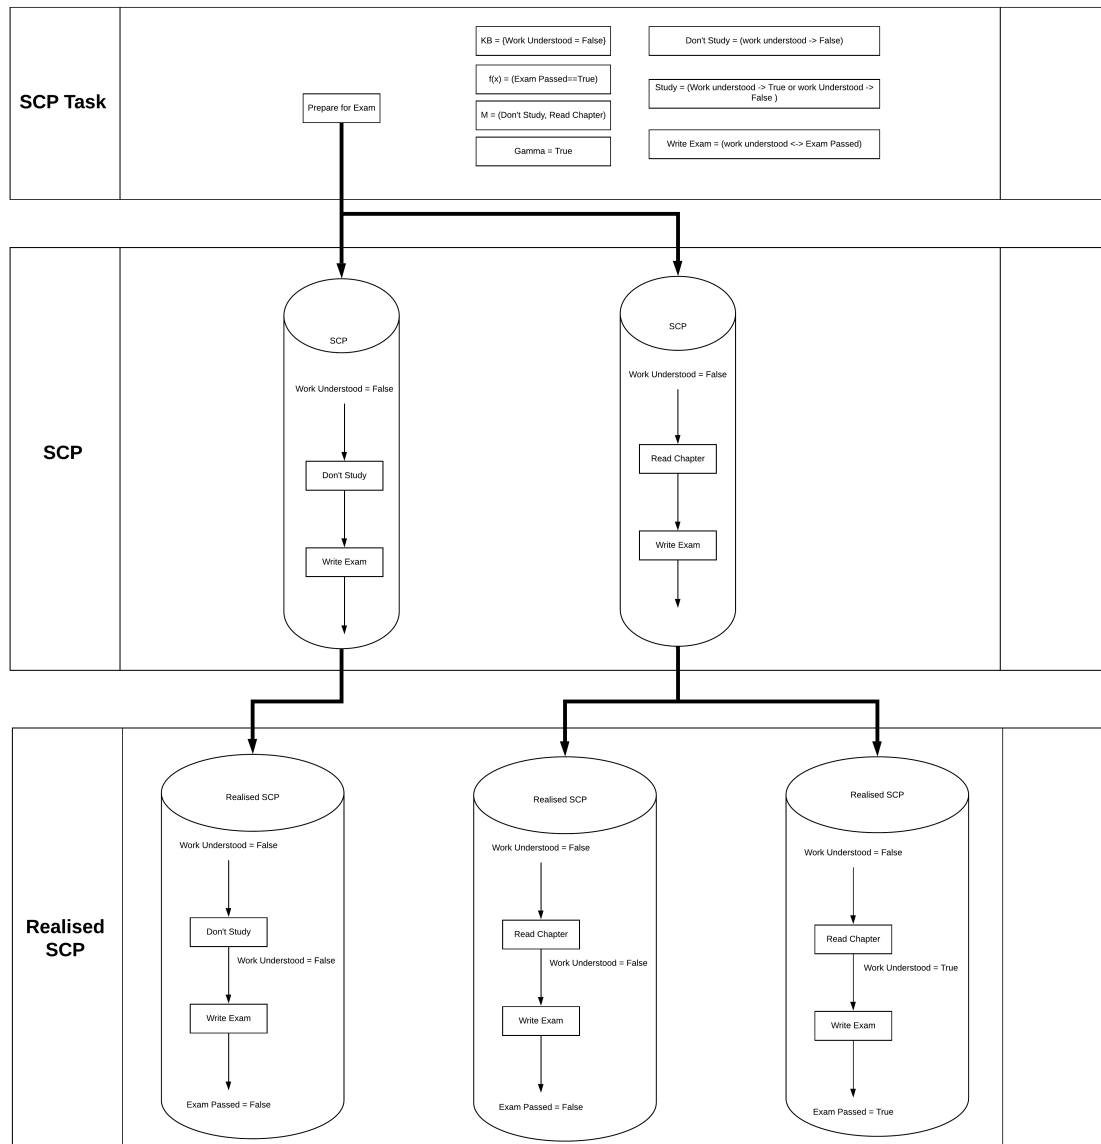 SCP Task
Prepare for Exam
KB = {Work Understood = False}
f(x) = (Exam Passed==True)
M = (Don't Study, Read Chapter)
Gamma = True
Don't Study = (work understood -> False)
Study = (Work understood -> True or work Understood ->
False )
Write Exam = (work understood <-> Exam Passed)
SCP
SCP
Work Understood = False
Don't Study
Write Exam
SCP
Work Understood = False
Read Chapter
Write Exam
Realised
SCP
Realised SCP
Work Understood = False
Don't Study
Work Understood = False
Write Exam
Exam Passed = False
Realised SCP
Work Understood = False
Read Chapter
Work Understood = False
Write Exam
Exam Passed = False
Realised SCP
Work Understood = False
Read Chapter
Work Understood = True
Write Exam
Exam Passed = True